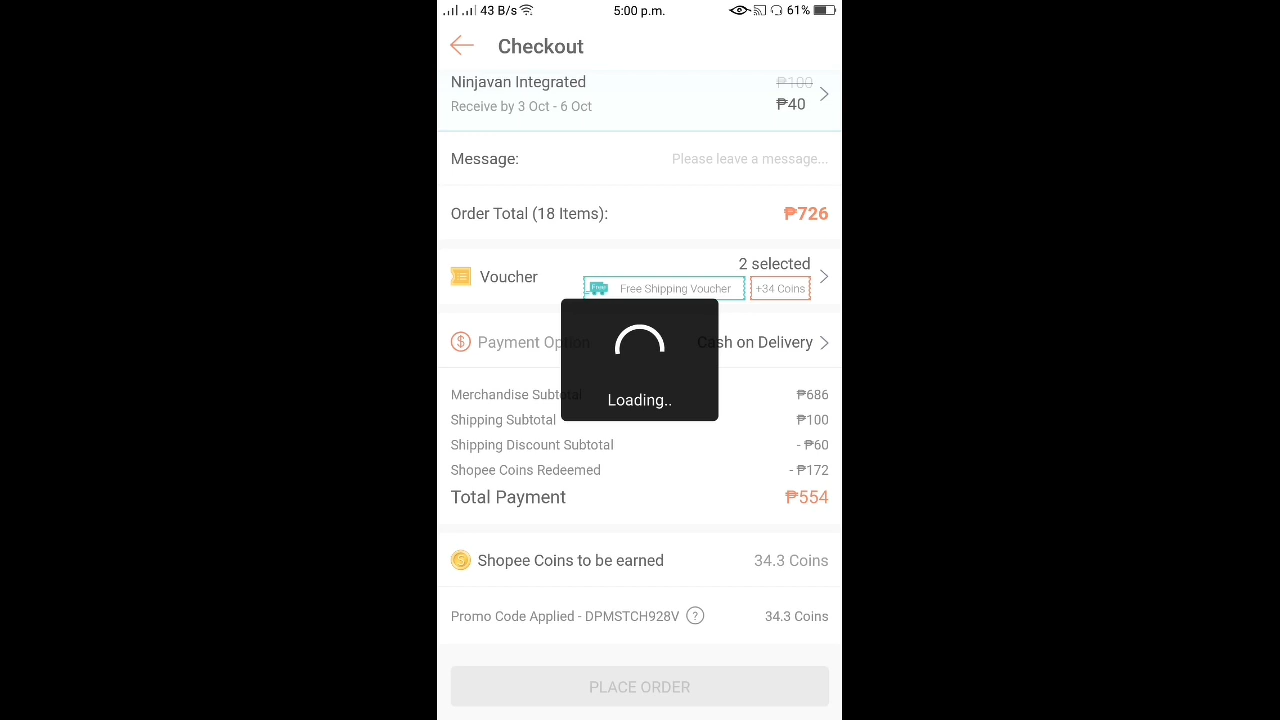 43 B/s 5:00 p.m. 61%
Checkout
Ninjavan Integrated ₱100
Receive by 3 Oct - 6 Oct ₱40
Message: Please leave a message...
Order Total (18 Items): ₱726
2 selected
Voucher Free Free Shipping Voucher +34 Coins
Payment Option Cash on Delivery
Loading..
Merchandise Subtotal ₱686
Shipping Subtotal ₱100
Shipping Discount Subtotal - ₱60
Shopee Coins Redeemed - ₱172
Total Payment ₱554
Shopee Coins to be earned 34.3 Coins
Promo Code Applied - DPMSTCH928V ? 34.3 Coins
PLACE ORDER